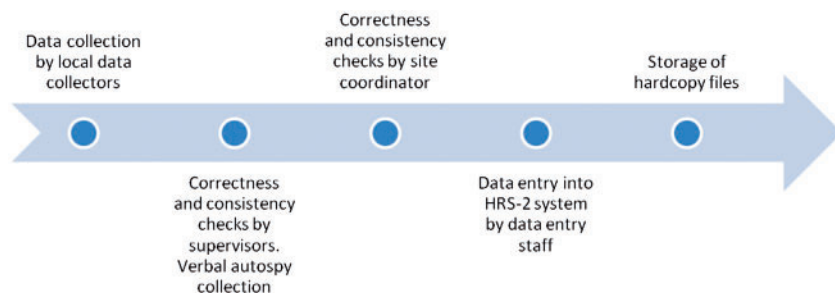 Data collection
by local data
collectors
Correctness
and consistency
checks by
supervisors.
Verbal autospy
collection
Correctness
and consistency
checks by site
coordinator
Data entry into
HRS-2 system
by data entry
staff
Storage of
hardcopy files